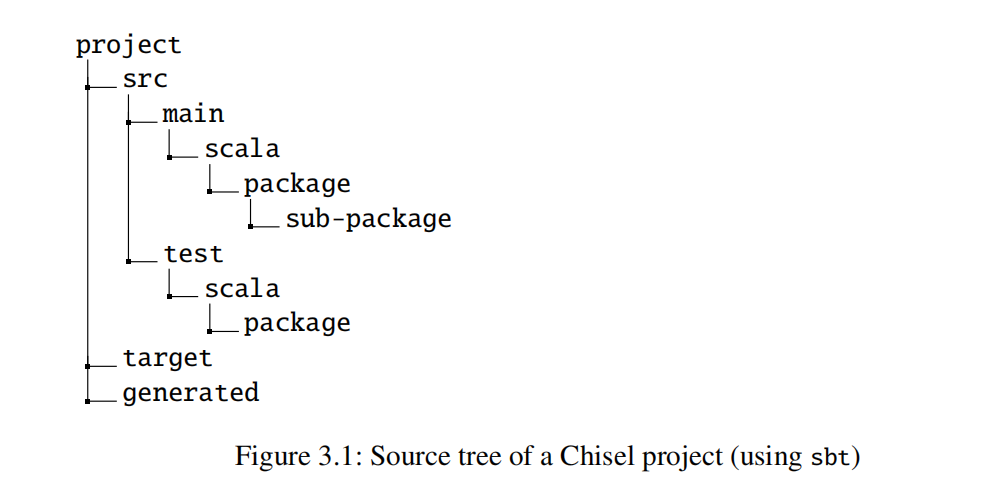 project
src
main
scala
package
sub-package
test
scala
package
target
generated
Figure 3.1: Source tree of a Chisel project (using sbt)